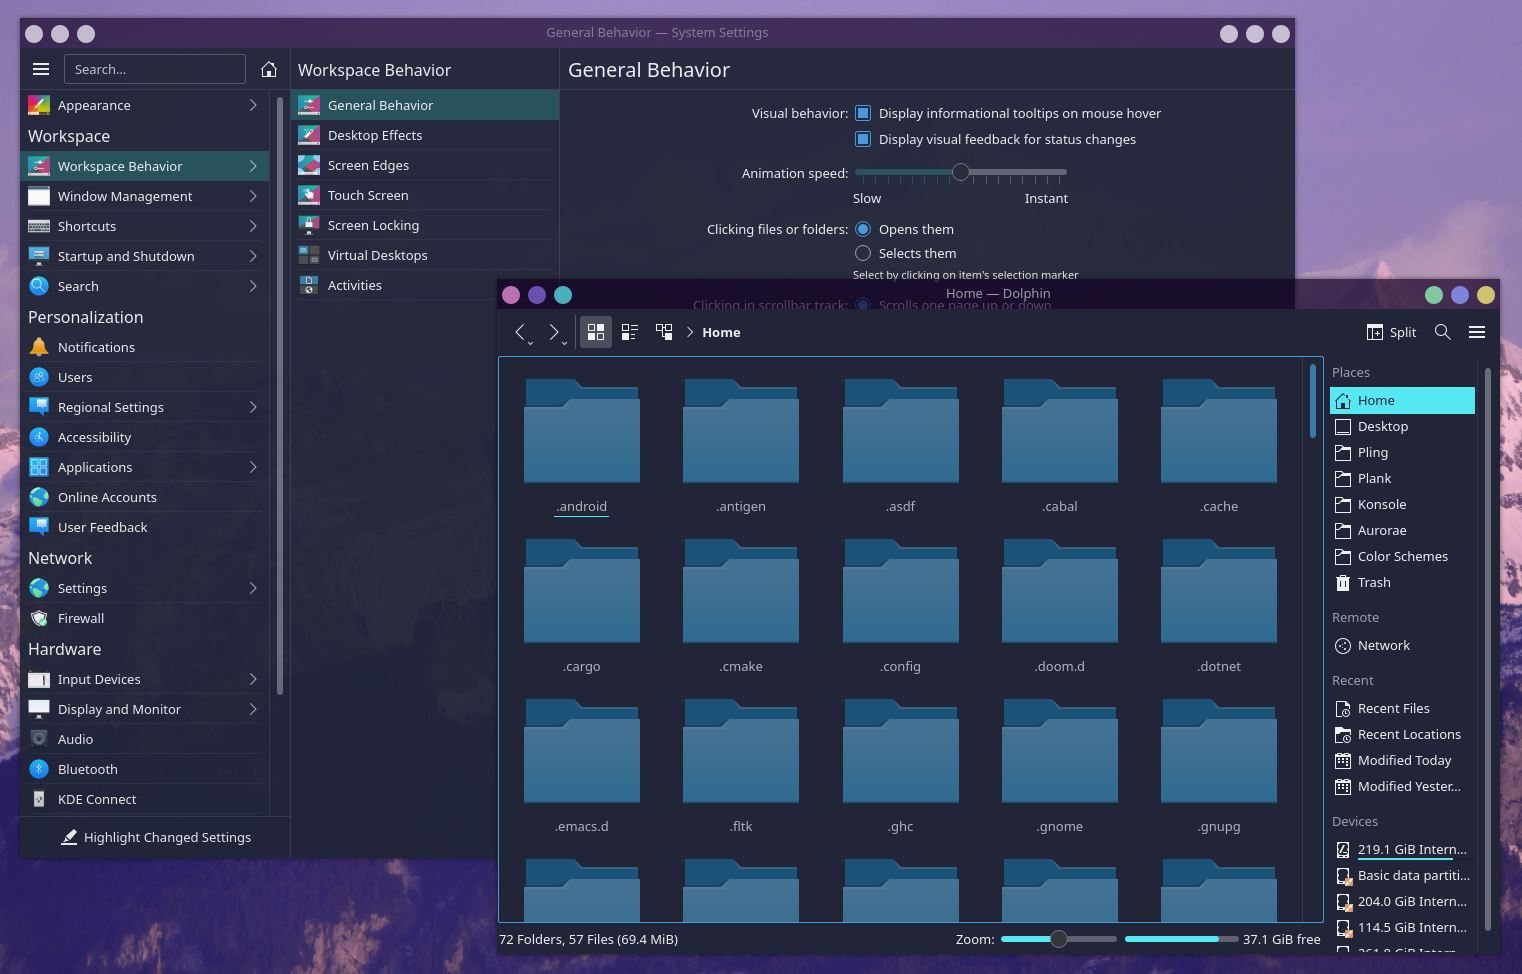 General Behavior — System Settings
Search...
Appearance
Workspace
Workspace Behavior
Window Management
Shortcuts
Startup and Shutdown
Search
Personalization
Notifications
Users
Regional Settings
Accessibility
Applications
Online Accounts
User Feedback
Network
Settings
Firewall
Hardware
Input Devices
Display and Monitor
Audio
Bluetooth
KDE Connect
Highlight Changed Settings
Workspace Behavior
General Behavior
Desktop Effects
Screen Edges
Touch Screen
Screen Locking
Virtual Desktops
Activities
General Behavior
Visual behavior: Display informational tooltips on mouse hover
Display visual feedback for status changes
Animation speed:
Slow Instant
Clicking files or folders: Opens them
Selects them
Select by clicking on item's selection marker
Clicking in scrollbar track: Scrolls one page up or down
Home — Dolphin
Home
Split
.android .antigen .asdf .cabal .cache
.cargo .cmake .config .doom.d .dotnet
.emacs.d .fltk .ghc .gnome .gnupg
Places
Home
Desktop
Pling
Plank
Konsole
Aurorae
Color Schemes
Trash
Remote
Network
Recent
Recent Files
Recent Locations
Modified Today
Modified Yester...
Devices
219.1 GiB Intern...
Basic data partiti...
204.0 GiB Intern...
114.5 GiB Intern...
72 Folders, 57 Files (69.4 MiB)
Zoom:
37.1 GiB free